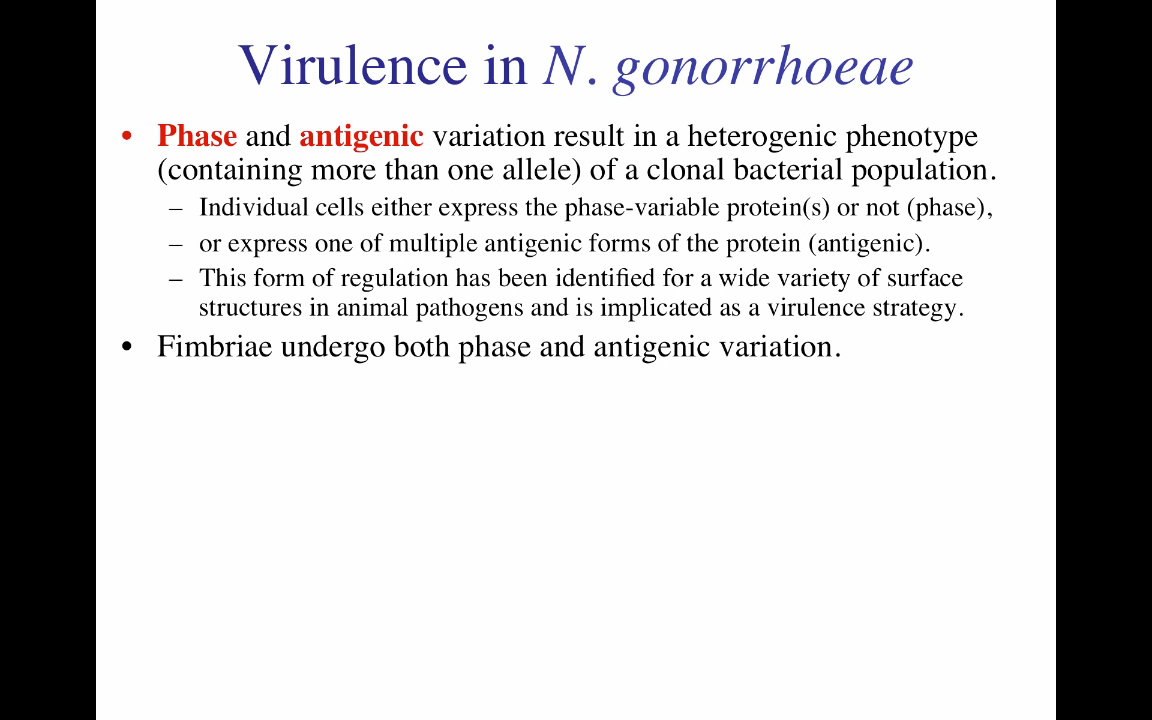 Virulence in N. gonorrhoeae
• Phase and antigenic variation result in a heterogenic phenotype
(containing more than one allele) of a clonal bacterial population.
– Individual cells either express the phase-variable protein(s) or not (phase),
– or express one of multiple antigenic forms of the protein (antigenic).
– This form of regulation has been identified for a wide variety of surface
structures in animal pathogens and is implicated as a virulence strategy.
• Fimbriae undergo both phase and antigenic variation.